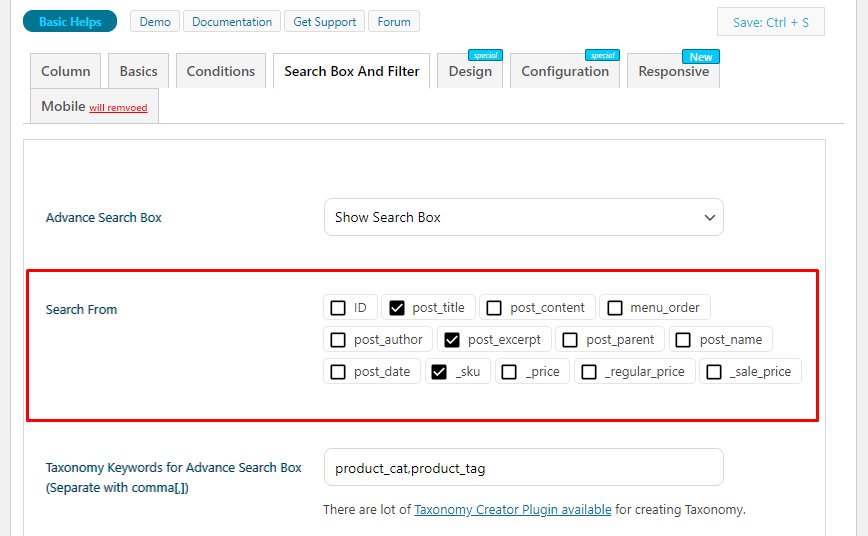 Basic Helps Demo Documentation Get Support Forum Save: Ctrl + S
special special New
Column Basics Conditions Search Box And Filter Design Configuration Responsive
Mobile will remvoed
Advance Search Box Show Search Box
Search From ID post_title post_content menu_order
post_author post_excerpt post_parent post_name
post_date _sku _price _regular_price _sale_price
Taxonomy Keywords for Advance Search Box product_cat,product_tag
(Separate with comma[,])
There are lot of Taxonomy Creator Plugin available for creating Taxonomy.